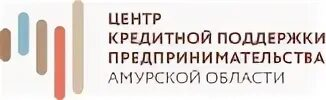 ЦЕНТР
КРЕДИТНОЙ ПОДДЕРЖКИ
ПРЕДПРИНИМАТЕЛЬСТВА
АМУРСКОЙ ОБЛАСТИ